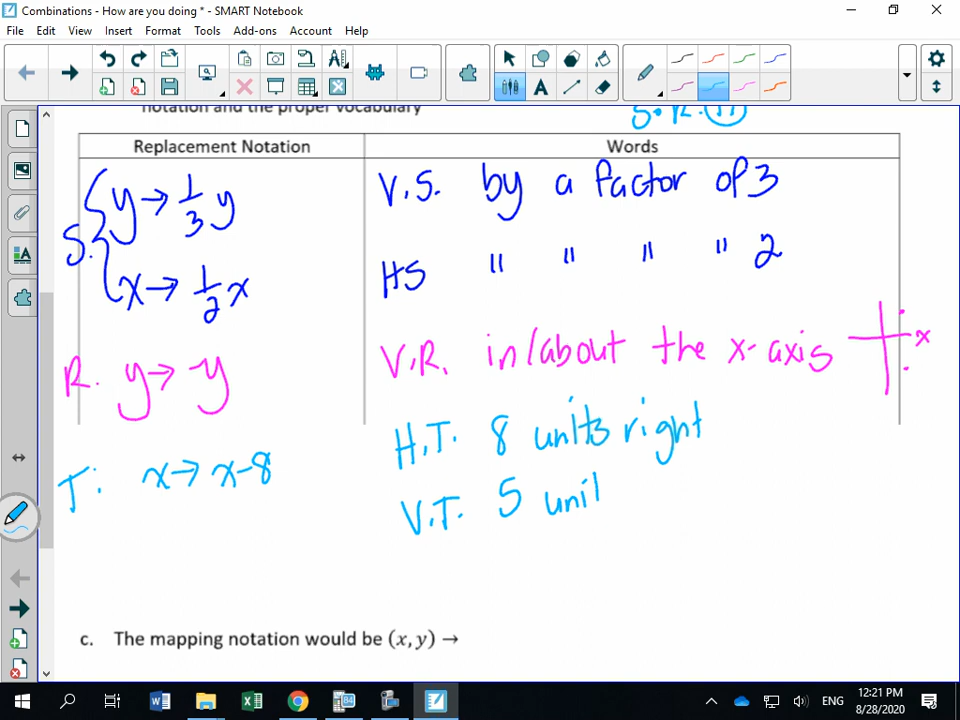 Combinations - How are you doing * - SMART Notebook
File Edit View Insert Format Tools Add-ons Account Help
notation and the proper vocabulary
Replacement Notation Words
S. y → 1/3 y V.S. by a factor of 3
x → 1/2 x HS " " " " 2
R. y → -y V.R. in/about the x-axis x
H.T. 8 units right
T: x → x-8
V.T. 5 unit
c. The mapping notation would be (x, y) →
ENG 12:21 PM
8/28/2020